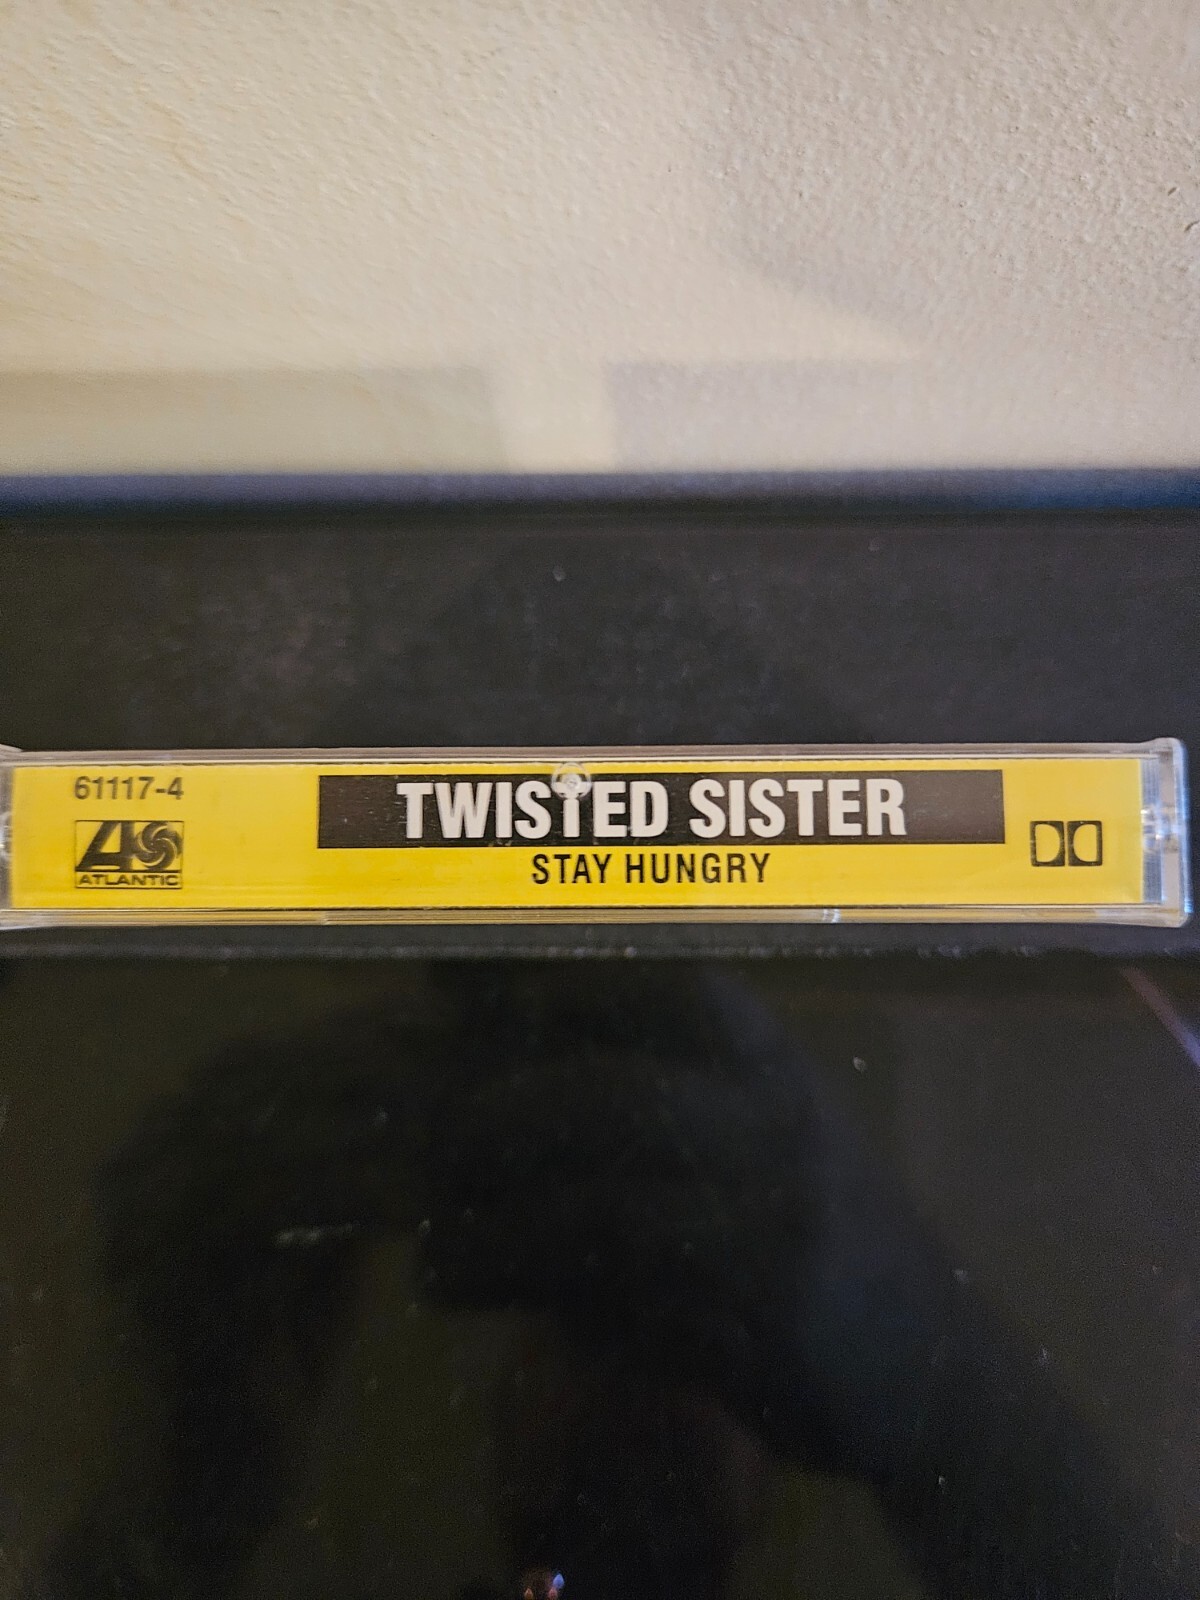 61117-4
ATLANTIC
TWISTED SISTER
STAY HUNGRY